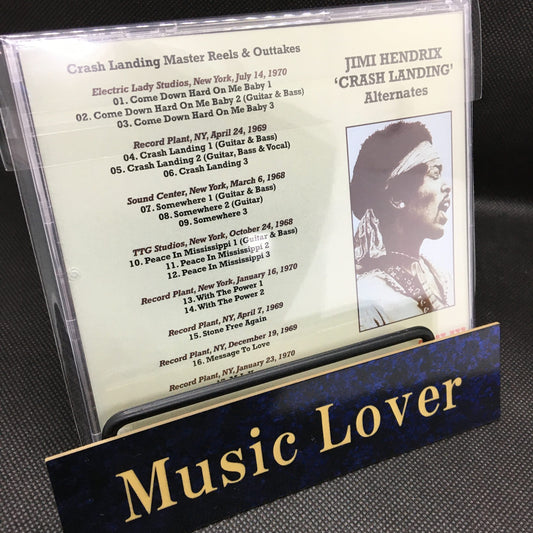 Crash Landing Master Reels & Outtakes
Electric Lady Studios, New York, July 14, 1970
01. Come Down Hard On Me Baby 1
02. Come Down Hard On Me Baby 2 (Guitar & Bass)
03. Come Down Hard On Me Baby 3
Record Plant, NY, April 24, 1969
04. Crash Landing 1 (Guitar & Bass)
05. Crash Landing 2 (Guitar, Bass & Vocal)
06. Crash Landing 3
Sound Center, New York, March 6, 1968
07. Somewhere 1 (Guitar & Bass)
08. Somewhere 2 (Guitar)
09. Somewhere 3
TTG Studios, New York, October 24, 1968
10. Peace In Mississippi 1 (Guitar & Bass)
11. Peace In Mississippi 2
12. Peace In Mississippi 3
Record Plant, New York, January 16, 1970
13. With The Power 1
14. With The Power 2
Record Plant, NY, April 7, 1969
15. Stone Free Again
Record Plant, NY, December 19, 1969
16. Message To Love
Record Plant, NY, January 23, 1970
JIMI HENDRIX
'CRASH LANDING'
Alternates
Music Lover